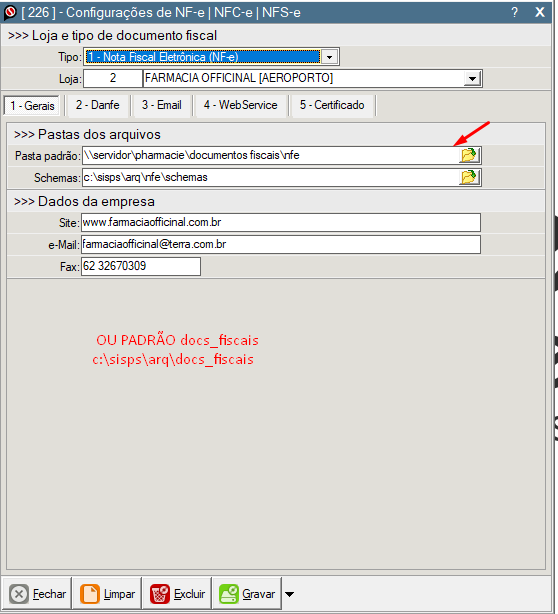 [ 226 ] - Configurações de NF-e | NFC-e | NFS-e ? X
>>> Loja e tipo de documento fiscal
Tipo: 1 - Nota Fiscal Eletrônica (NF-e)
Loja: 2 FARMACIA OFFICINAL [AEROPORTO]
1 - Gerais 2 - Danfe 3 - Email 4 - WebService 5 - Certificado
>>> Pastas dos arquivos
Pasta padrão: \\servidor\pharmacie\documentos fiscais\nfe
Schemas: c:\sisps\arq\nfe\schemas
>>> Dados da empresa
Site: www.farmaciaofficinal.com.br
e-Mail: farmaciaofficinal@terra.com.br
Fax: 62 32670309
OU PADRÃO docs_fiscais
c:\sisps\arq\docs_fiscais
Fechar Limpar Excluir Gravar